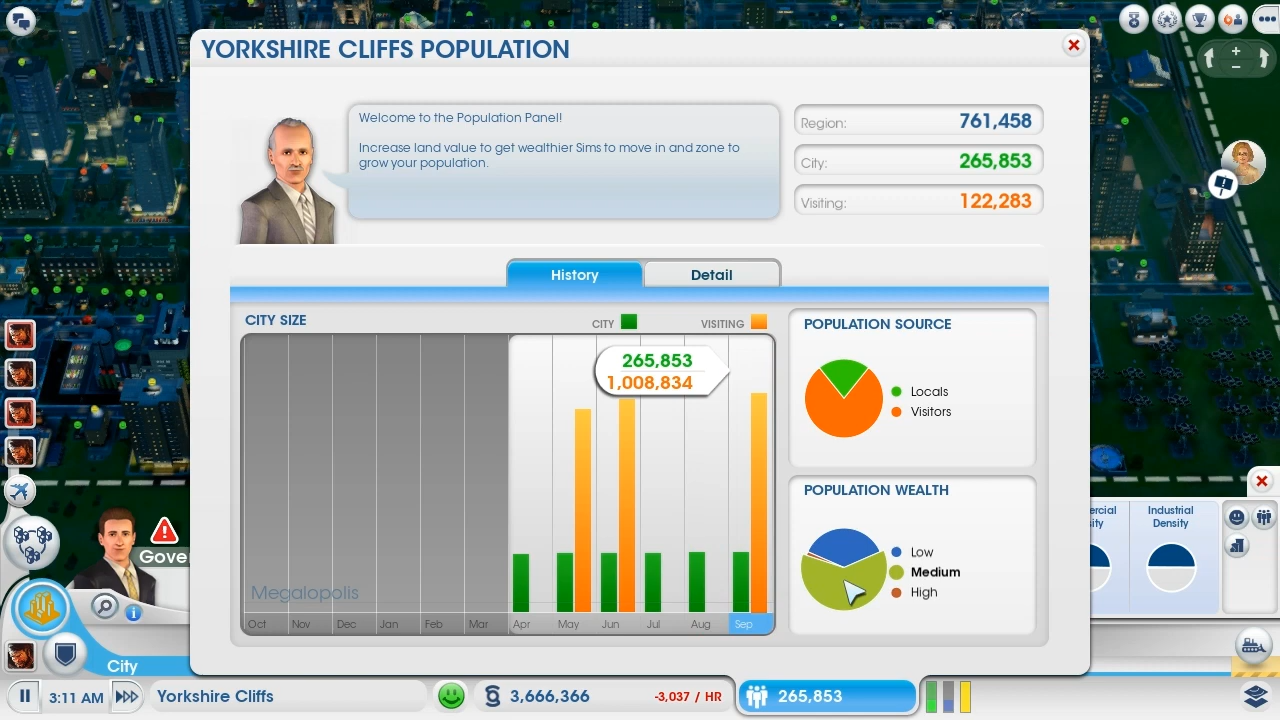 YORKSHIRE CLIFFS POPULATION
Welcome to the Population Panel!
Increase land value to get wealthier sims to move in and zone to
grow your population.
Region: 761,458
City: 265,853
Visiting: 122,283
History
Detail
CITY SIZE
CITY
VISITING
265,853
1,008,834
Megalopolis
Oct Nov Dec Jan Feb Mar Apr May Jun Jul Aug Sep
POPULATION SOURCE
Locals
Visitors
POPULATION WEALTH
Low
Medium
High
Industrial
Density
Gover
City
3:11 AM
Yorkshire Cliffs
3,666,366
-3,037 / HR
265,853